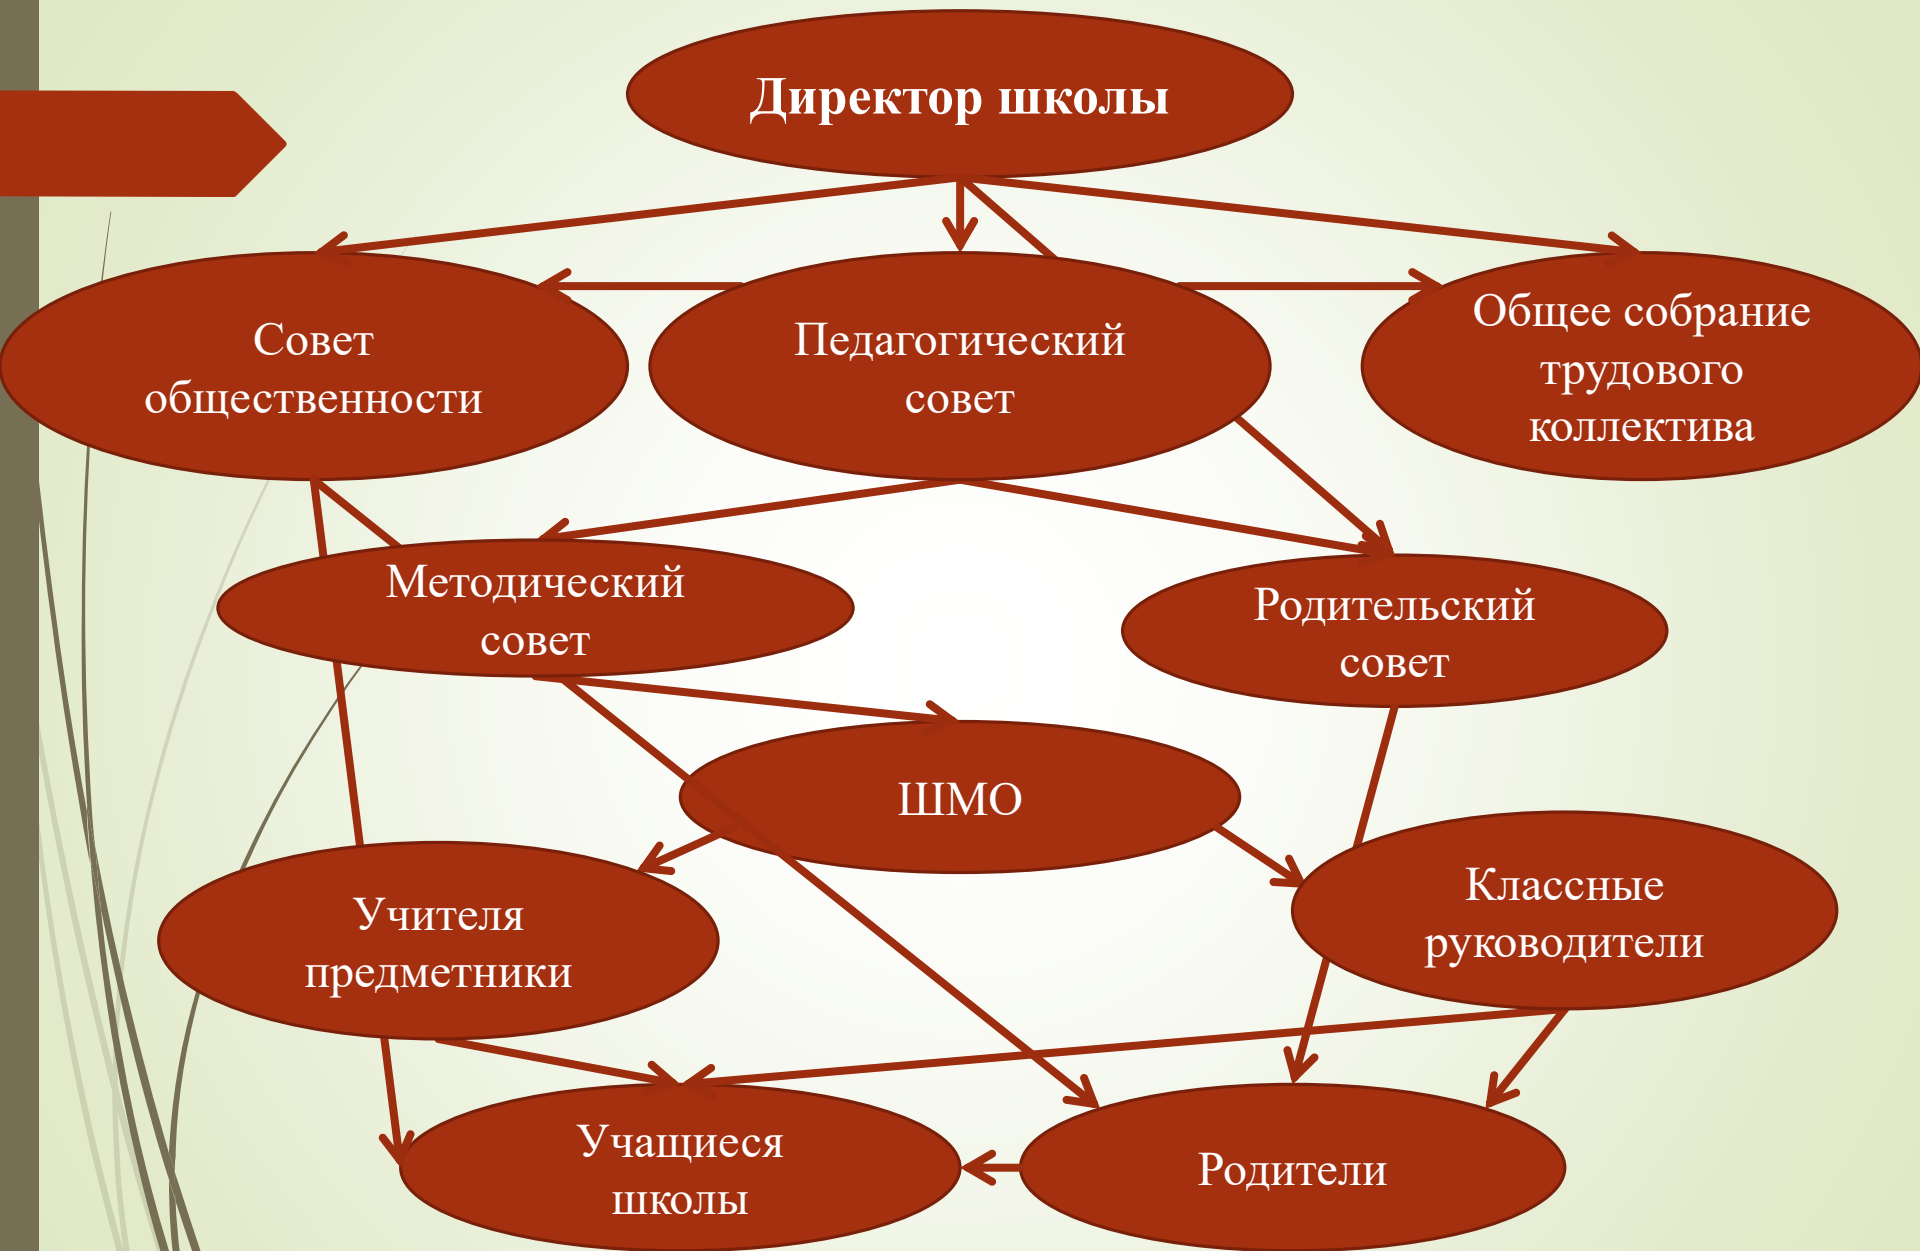 Директор школы
Совет
общественности
Педагогический
совет
Общее собрание
трудового
коллектива
Методический
совет
Родительский
совет
ШМО
Учителя
предметники
Классные
руководители
Учащиеся
школы
Родители